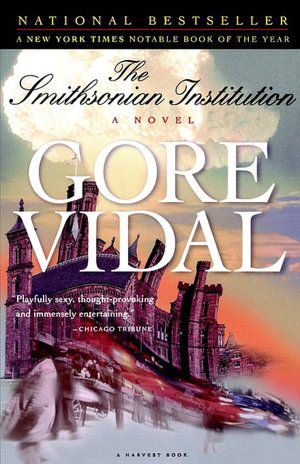 NATIONAL BESTSELLER
A NEW YORK TIMES NOTABLE BOOK OF THE YEAR
The
Smithsonian Institution
A NOVEL
GORE
VIDAL
Playfully sexy, thought-provoking
and immensely entertaining."
—CHICAGO TRIBUNE
A HARVEST BOOK